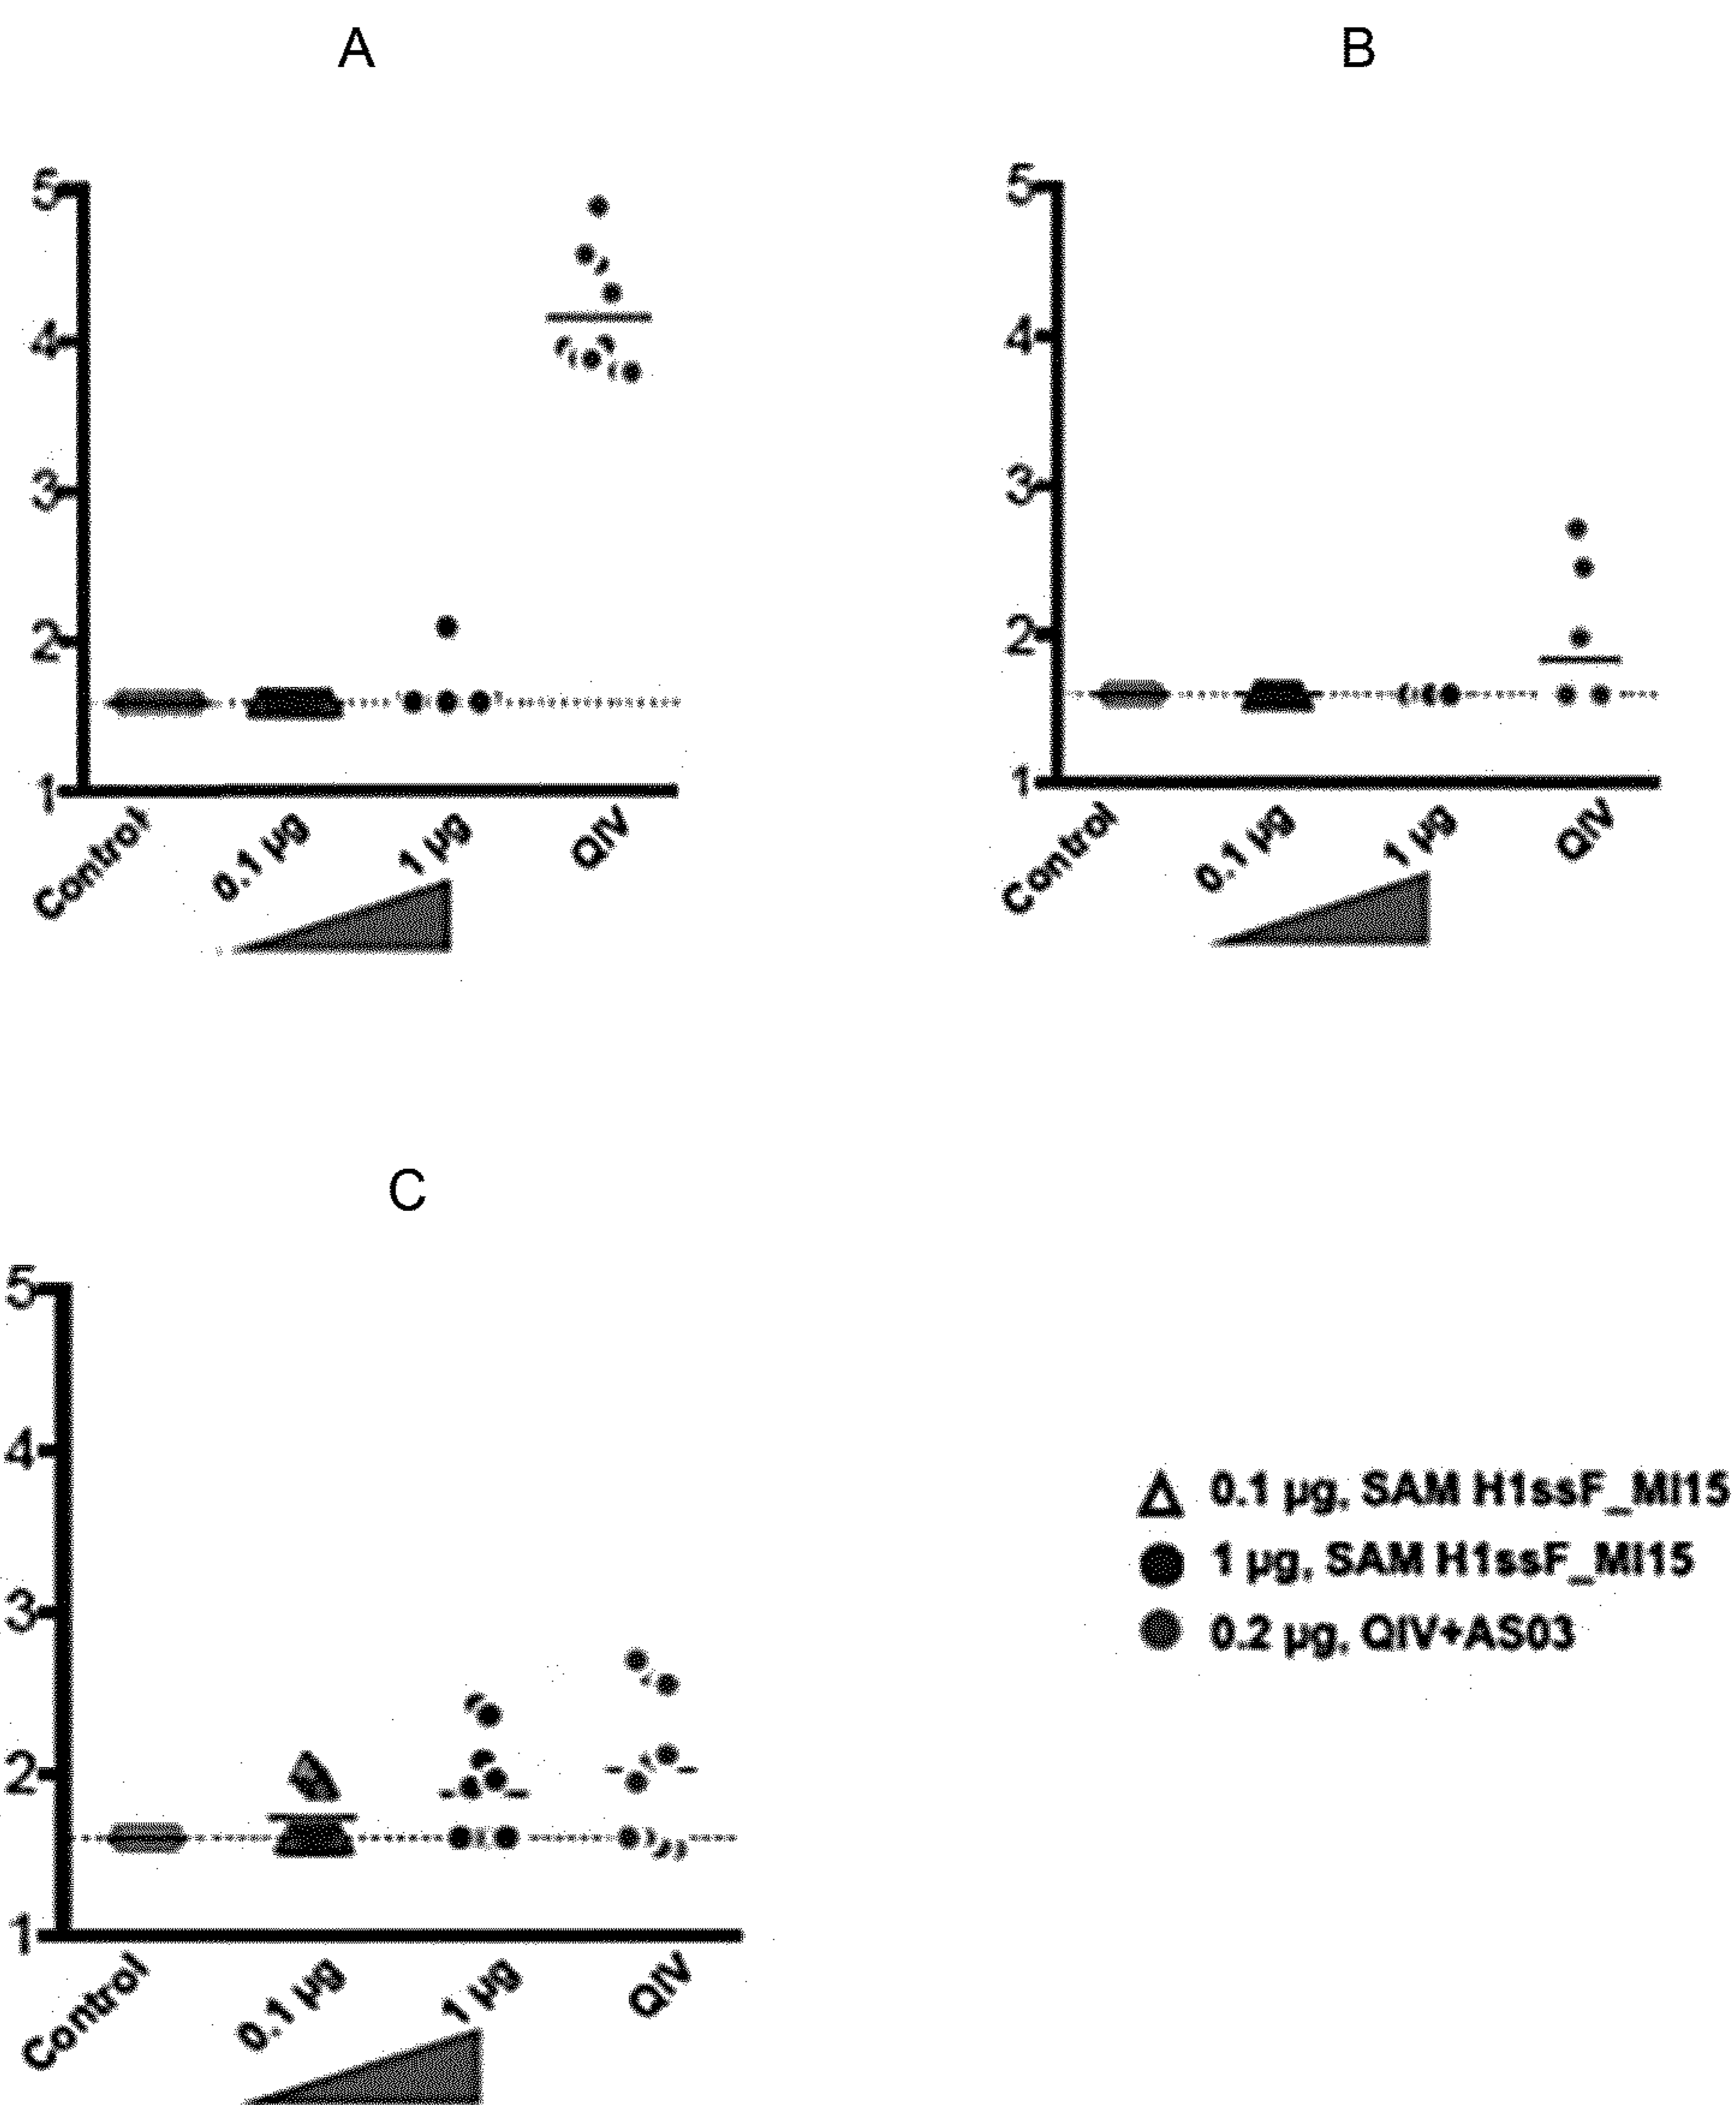 A
5
4
3
2
1
Control
0.1 µg
1 µg
QIV
B
5
4
3
2
1
Control
0.1 µg
1 µg
QIV
C
5
4
3
2
1
Control
0.1 µg
1 µg
QIV
0.1 µg, SAM H1ssF_MI15
1 µg, SAM H1ssF_MI15
0.2 µg, QIV+AS03